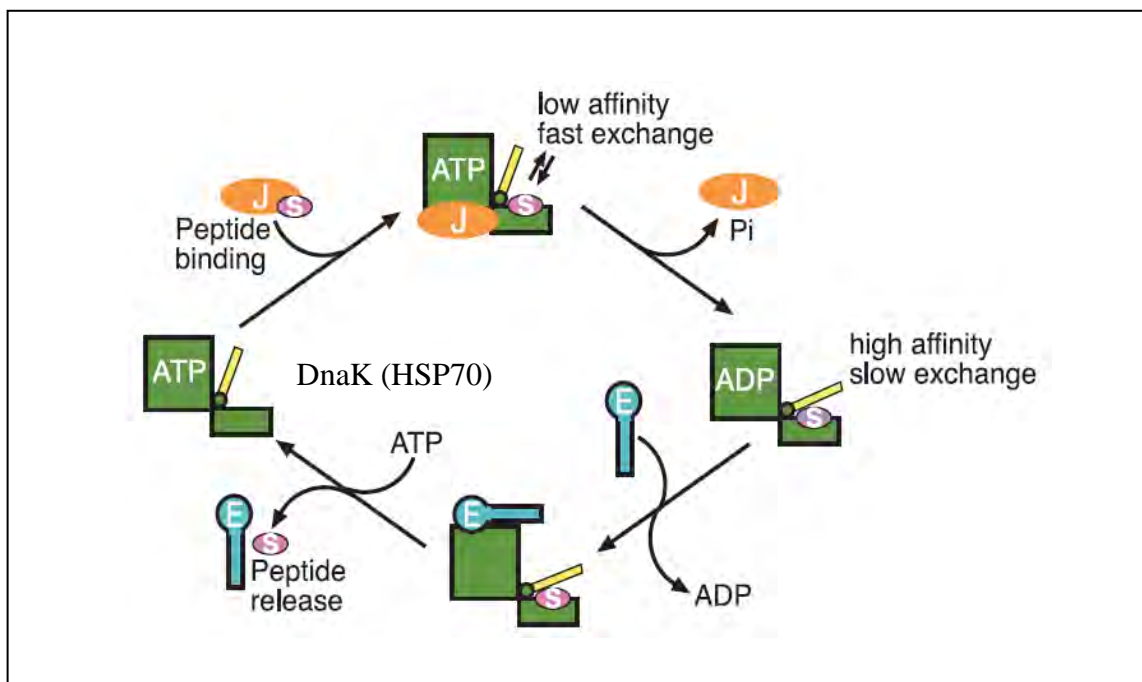 low affinity
fast exchange
ATP
J
S
J
S
Peptide
binding
J
Pi
ATP
DnaK (HSP70)
ADP
S
high affinity
slow exchange
E
ATP
E
S
Peptide
release
E
S
ADP